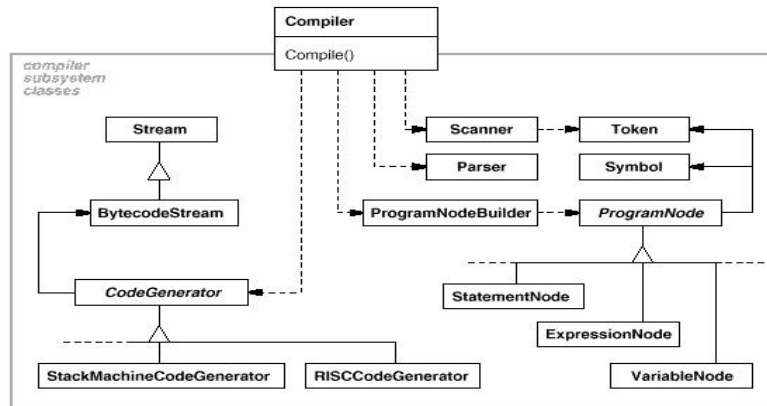 Compiler
Compile()
compiler
subsystem
classes
Stream
Scanner
Token
Parser
Symbol
BytecodeStream
ProgramNodeBuilder
ProgramNode
CodeGenerator
StatementNode
ExpressionNode
StackMachineCodeGenerator
RISCCodeGenerator
VariableNode